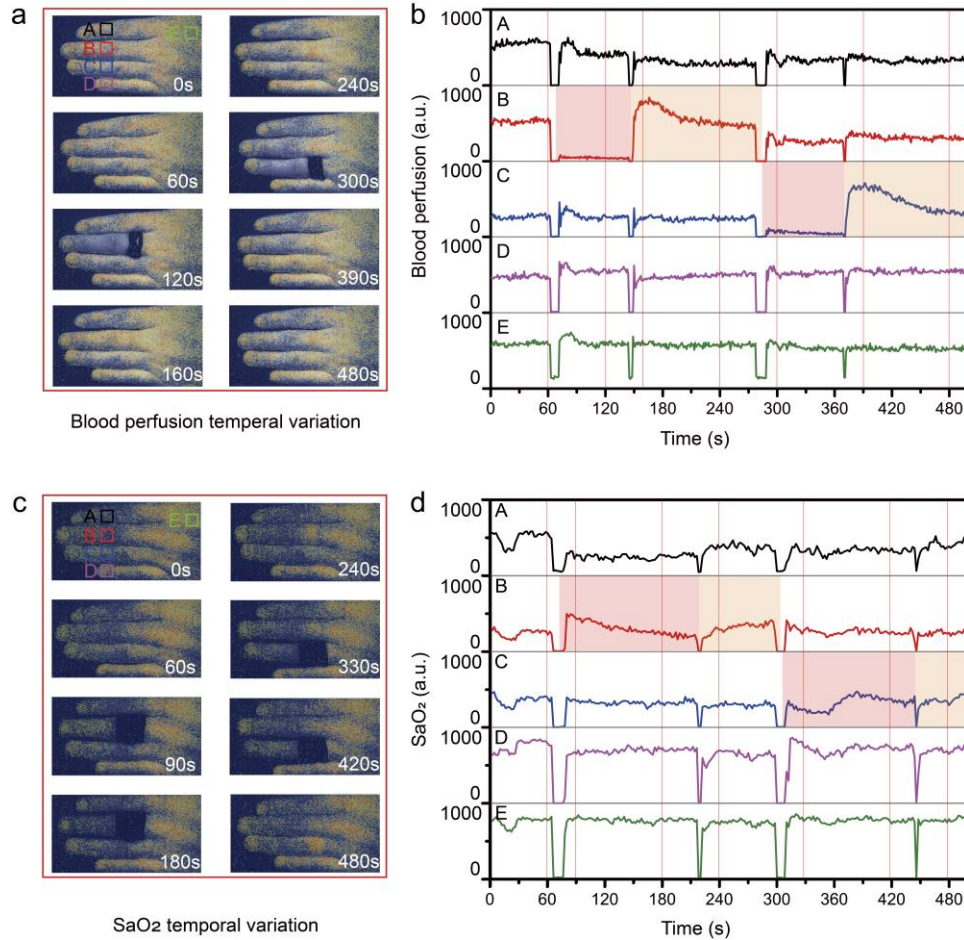 a
A
B
C
D
E
0s
240s
60s
300s
120s
390s
160s
480s
Blood perfusion temperal variation
b
Blood perfusion (a.u.)
1000
A
0
1000
B
0
1000
C
0
1000
D
0
1000
E
0
0 60 120 180 240 300 360 420 480
Time (s)
c
A
B
D
E
0s
240s
60s
330s
90s
420s
180s
480s
SaO₂ temporal variation
d
SaO₂ (a.u.)
1000
A
0
1000
B
0
1000
C
0
1000
D
0
1000
E
0
0 60 120 180 240 300 360 420 480
Time (s)